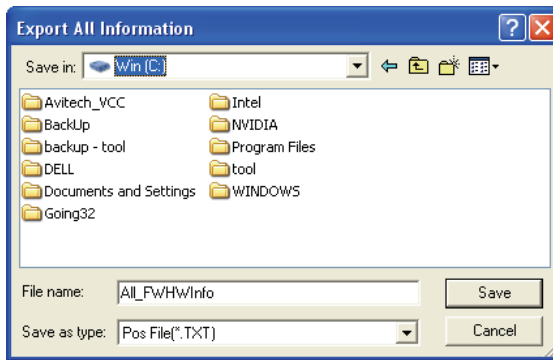 Export All Information
Save in: Win (C:)
Avitech_VCC
BackUp
backup - tool
DELL
Documents and Settings
Going32
Intel
NVIDIA
Program Files
tool
WINDOWS
File name: All_FWHWInfo
Save
Save as type: Pos File(*.TXT)
Cancel